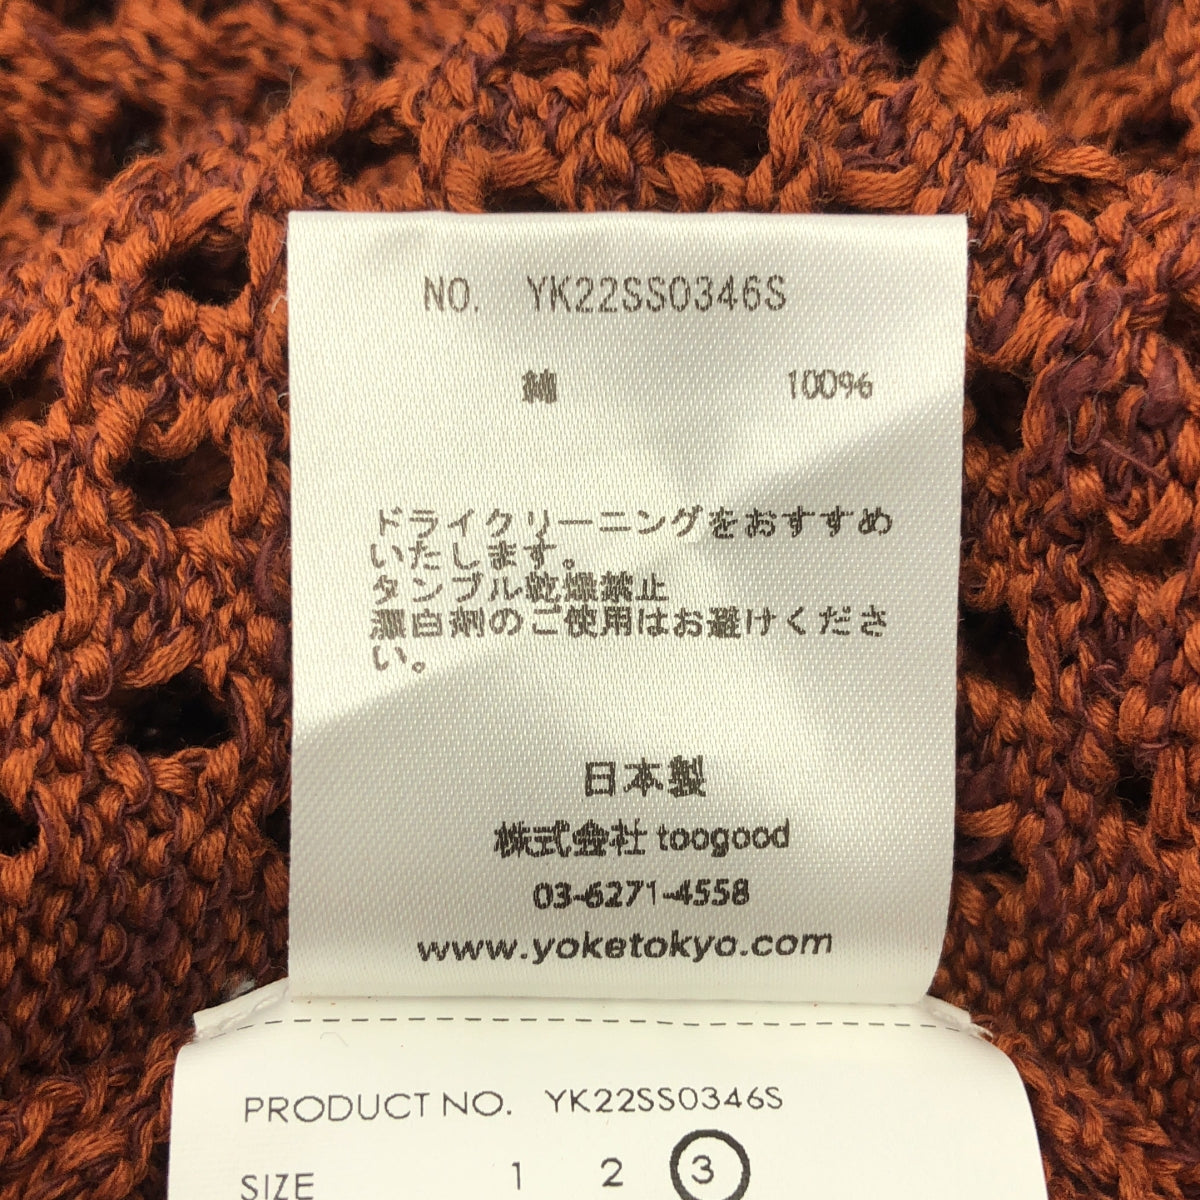 NO. YK22SS0346S
綿 100%
ドライクリーニングをおすすめ
いたします。
タンブル乾燥禁止
漂白剤のご使用はお避けくださ
い。
日本製
株式会社 toogood
03-6271-4558
www.yoketokyo.com
PRODUCT NO. YK22SS0346S
SIZE 1 2 3